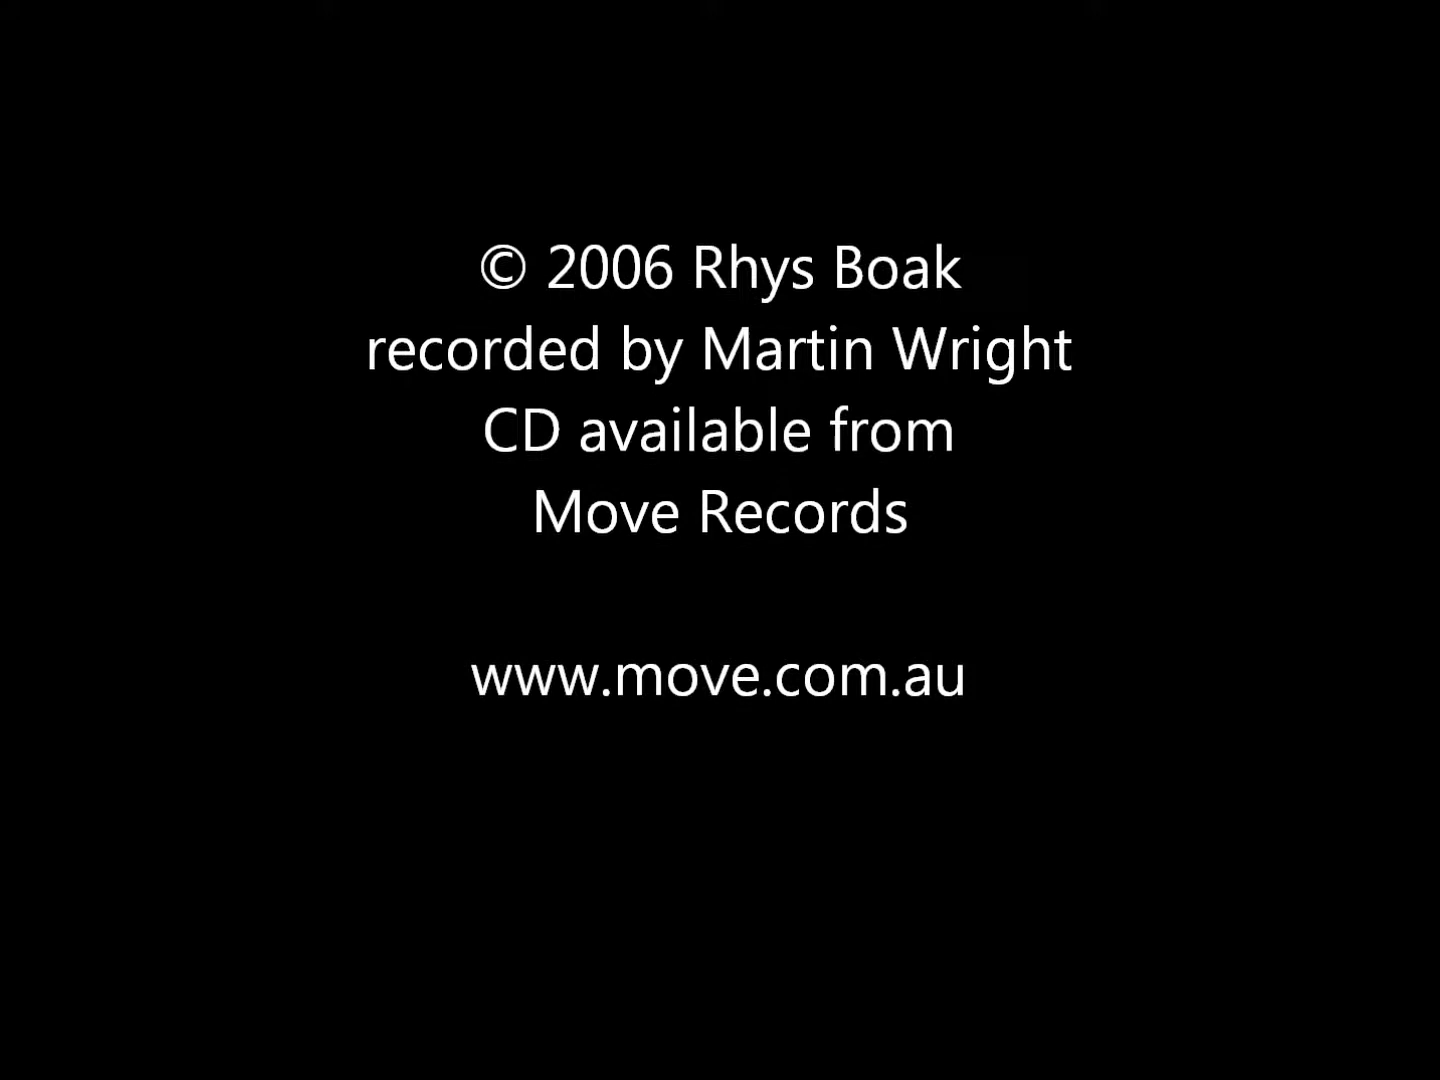 © 2006 Rhys Boak
recorded by Martin Wright
CD available from
Move Records
www.move.com.au